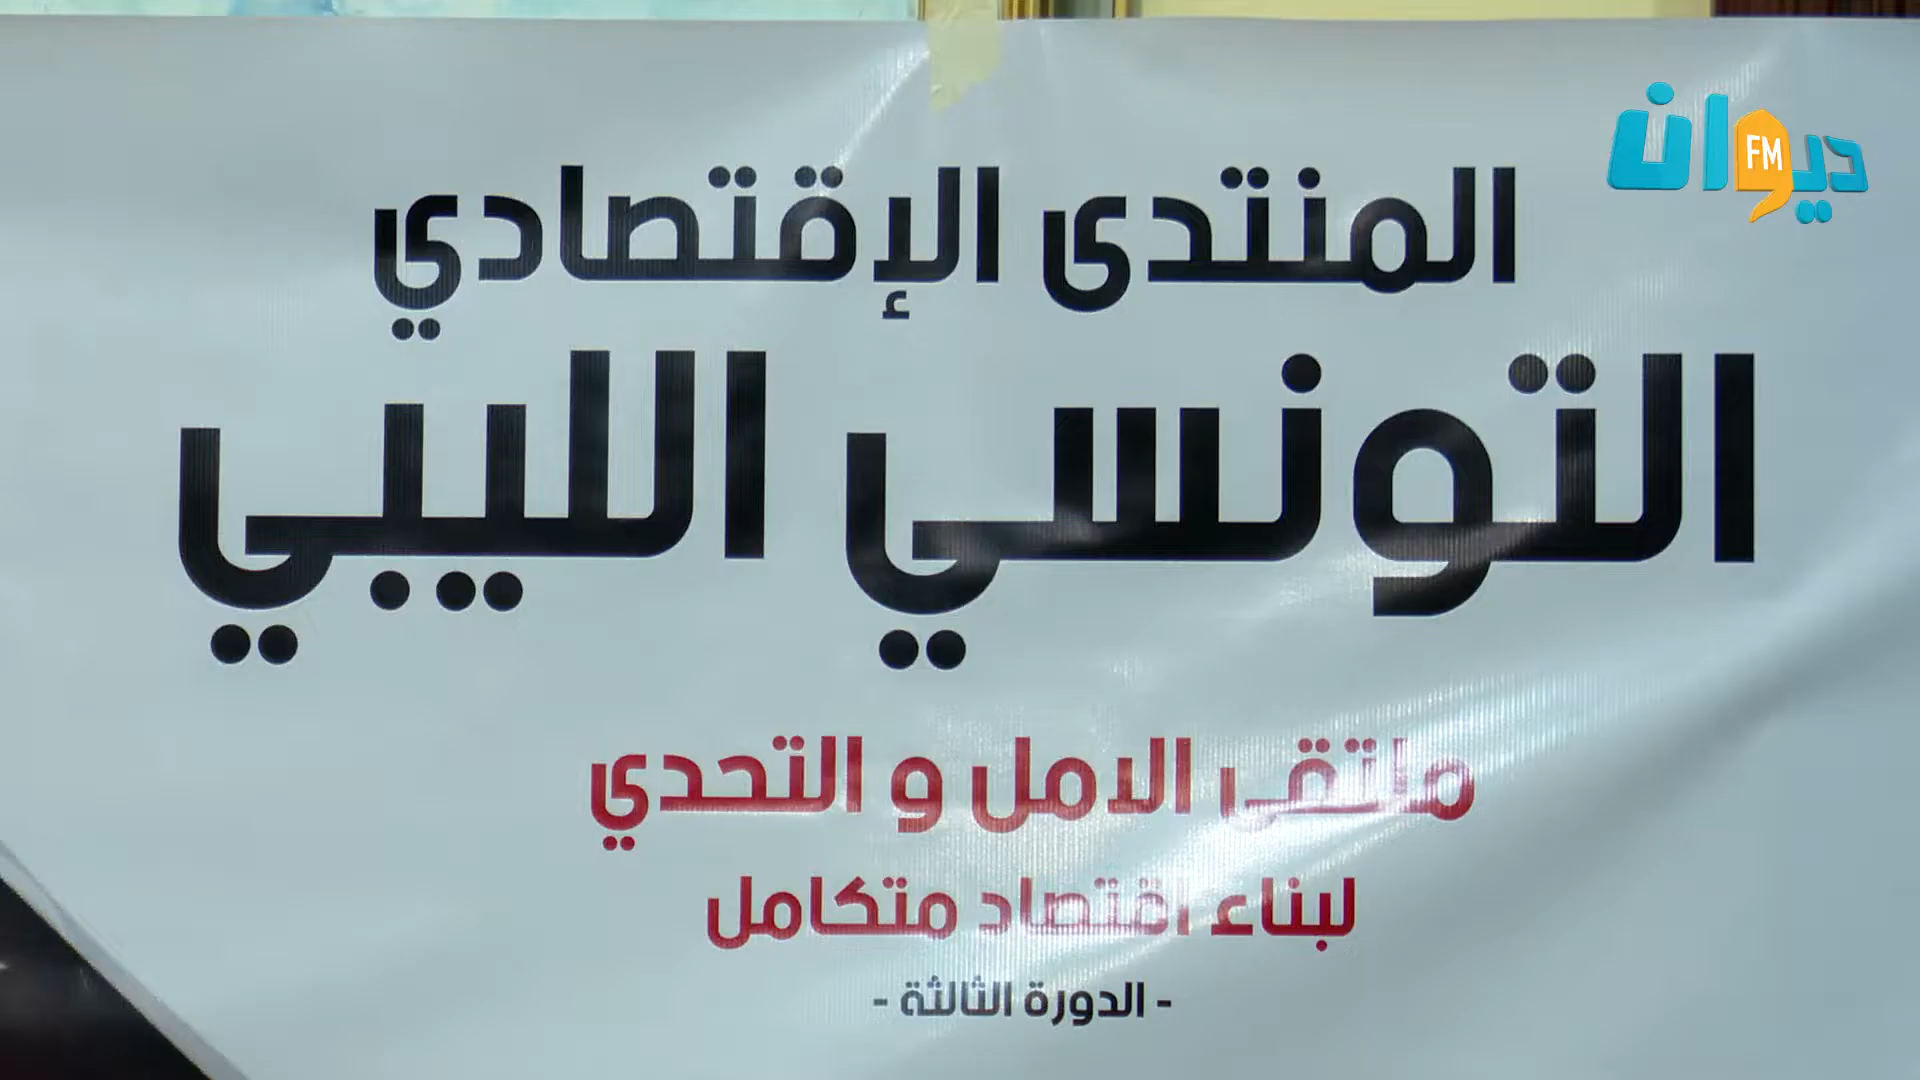 ديوان FM
المنتدى الإقتصادي
التونسي الليبي
ملتقى الامل و التحدي
لبناء اقتصاد متكامل
- الدورة الثالثة -